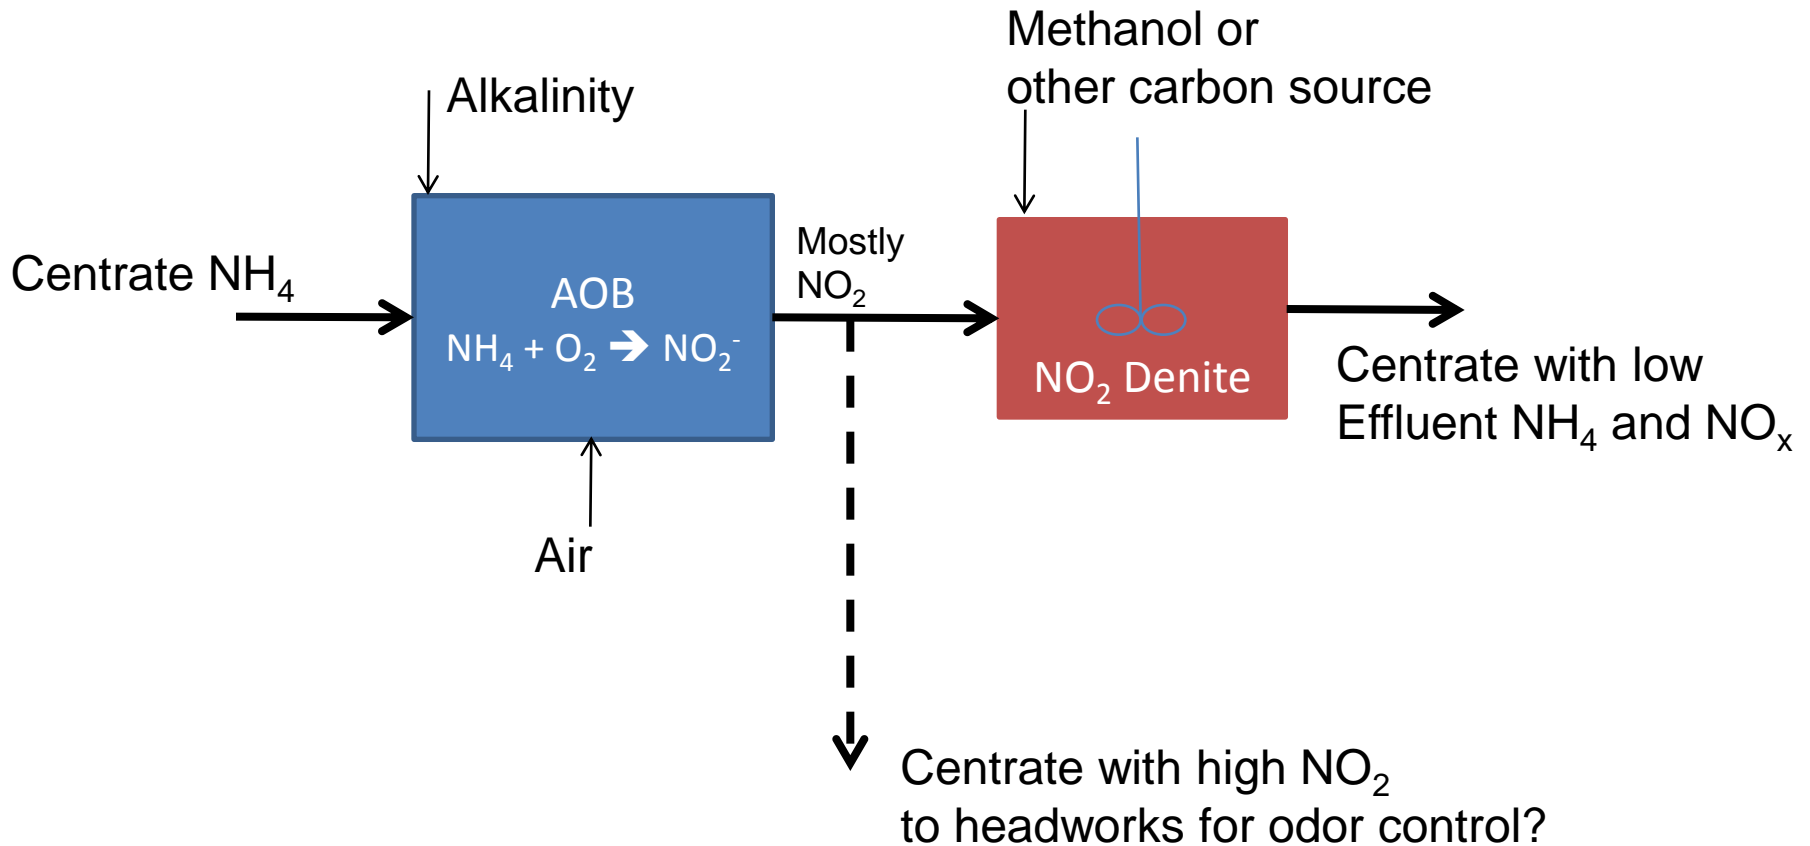 Methanol or
other carbon source
Alkalinity
Centrate NH₄
AOB
NH₄ + O₂ ➔ NO₂⁻
Mostly
NO₂
NO₂ Denite
Centrate with low
Effluent NH₄ and NOₓ
Air
Centrate with high NO₂
to headworks for odor control?